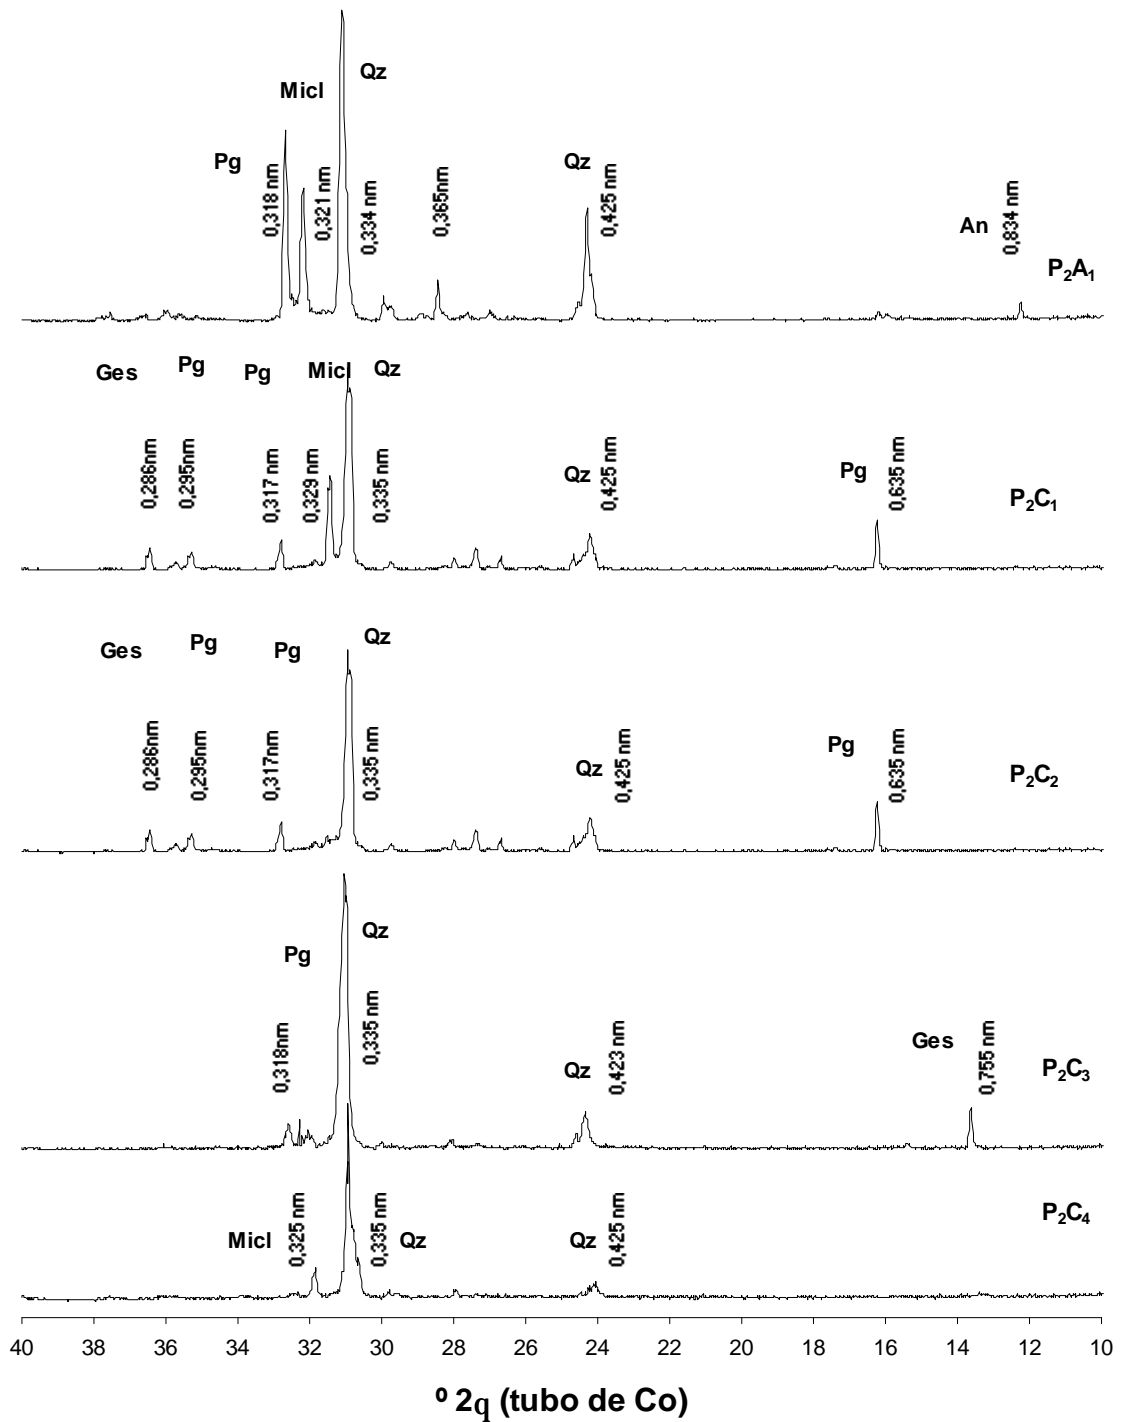 Qz
Micl
Pg
0,318 nm
0,321 nm
0,334 nm
0,365nm
Qz
0,425 nm
An
0,834 nm
P₂A₁
Ges
Pg
Pg
Micl
Qz
0,286nm
0,295nm
0,317 nm
0,329 nm
0,335 nm
Qz
0,425 nm
Pg
0,635 nm
P₂C₁
Ges
Pg
Pg
Qz
0,286nm
0,295nm
0,317nm
0,335 nm
Qz
0,425 nm
Pg
0,635 nm
P₂C₂
Pg
Qz
0,318nm
0,335 nm
Qz
0,423 nm
Ges
0,755 nm
P₂C₃
Micl
0,325 nm
0,335 nm
Qz
Qz
0,425 nm
P₂C₄
40 38 36 34 32 30 28 26 24 22 20 18 16 14 12 10
º 2q (tubo de Co)